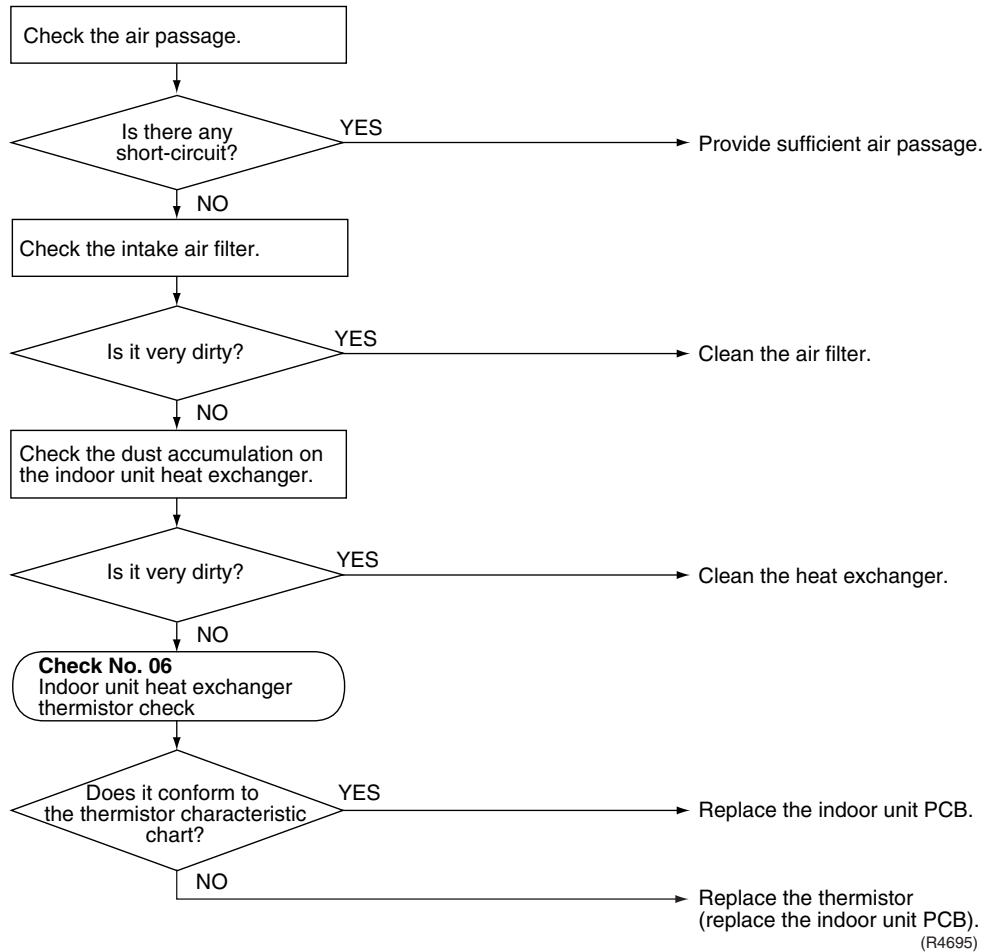 Check the air passage.
Is there any
short-circuit?
YES
Provide sufficient air passage.
NO
Check the intake air filter.
Is it very dirty?
YES
Clean the air filter.
NO
Check the dust accumulation on
the indoor unit heat exchanger.
Is it very dirty?
YES
Clean the heat exchanger.
NO
Check No. 06
Indoor unit heat exchanger
thermistor check
Does it conform to
the thermistor characteristic
chart?
YES
Replace the indoor unit PCB.
NO
Replace the thermistor
(replace the indoor unit PCB).
(R4695)